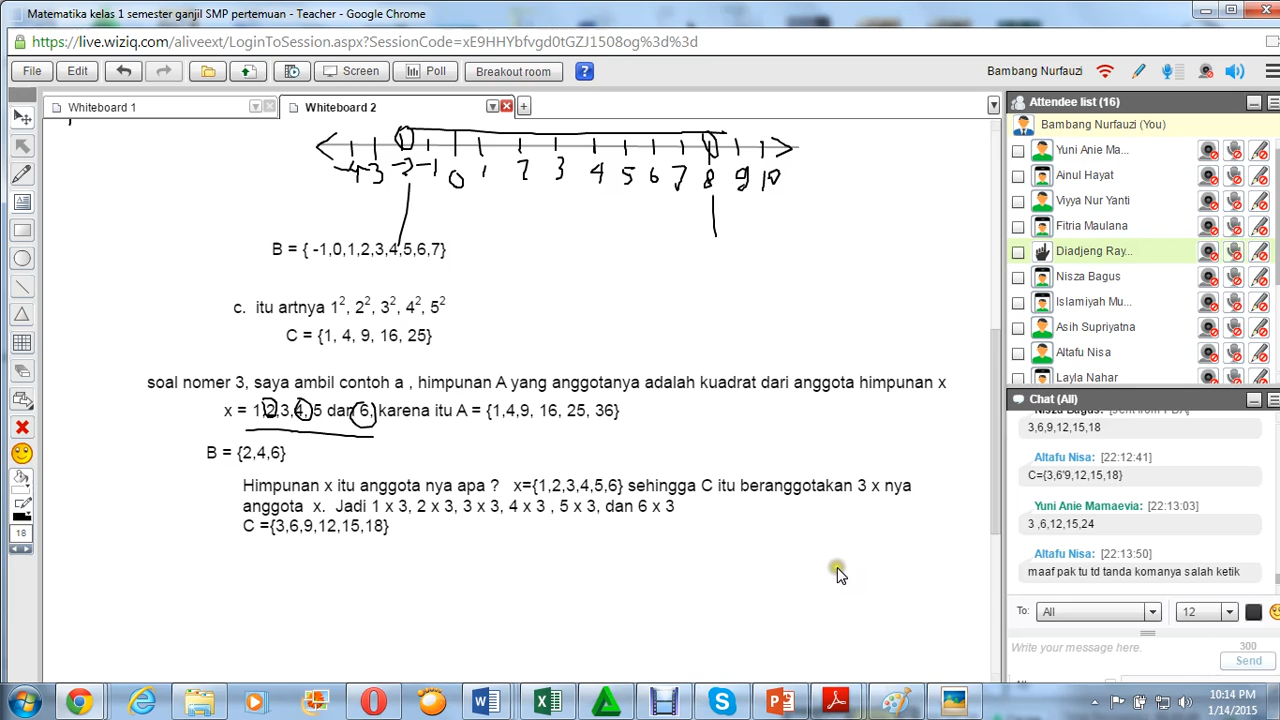 Matematika kelas 1 semester ganjil SMP pertemuan - Teacher - Google Chrome
https://live.wiziq.com/aliveext/LoginToSession.aspx?SessionCode=xE9HHYbfvgd0tGZJ1508og%3d%3d
File Edit Screen Poll Breakout room ? Bambang Nurfauzi
Whiteboard 1 Whiteboard 2
-4 -3 -2 -1 0 1 2 3 4 5 6 7 8 9 10
B = { -1,0,1,2,3,4,5,6,7}
c. itu artnya 1², 2², 3², 4², 5²
C = {1, 4, 9, 16, 25}
soal nomer 3, saya ambil contoh a , himpunan A yang anggotanya adalah kuadrat dari anggota himpunan x
x = 1,2,3,4, 5 dan 6, karena itu A = {1,4,9, 16, 25, 36}
B = {2,4,6}
Himpunan x itu anggota nya apa ? x={1,2,3,4,5,6} sehingga C itu beranggotakan 3 x nya
anggota x. Jadi 1 x 3, 2 x 3, 3 x 3, 4 x 3 , 5 x 3, dan 6 x 3
C ={3,6,9,12,15,18}
18
Attendee list (16)
Bambang Nurfauzi (You)
Yuni Anie Ma...
Ainul Hayat
Viyya Nur Yanti
Fitria Maulana
Diadjeng Ray...
Nisza Bagus
Islamiyah Mu...
Asih Supriyatna
Altafu Nisa
Layla Nahar
Chat (3)
3,6,9,12,15,18
Altafu Nisa: [22:12:41]
C={3,6'9,12,15,18}
Yuni Anie Mamaevia: [22:13:03]
3 ,6,12,15,24
Altafu Nisa: [22:13:50]
maaf pak tu td tanda komanya salah ketik
To: All 12
Write your message here... 300
Send
10:14 PM
1/14/2015